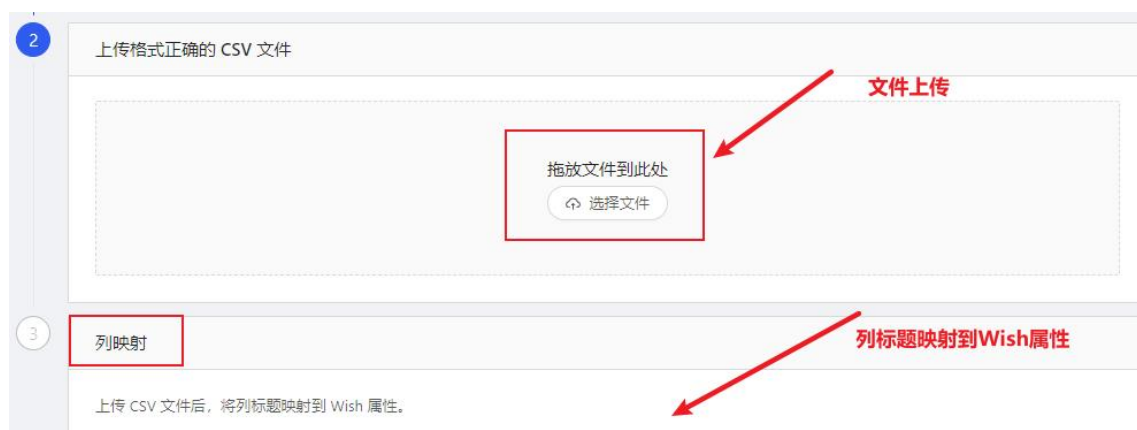 2
上传格式正确的 CSV 文件
文件上传
拖放文件到此处
选择文件
3
列映射
列标题映射到Wish属性
上传 CSV 文件后，将列标题映射到 Wish 属性。